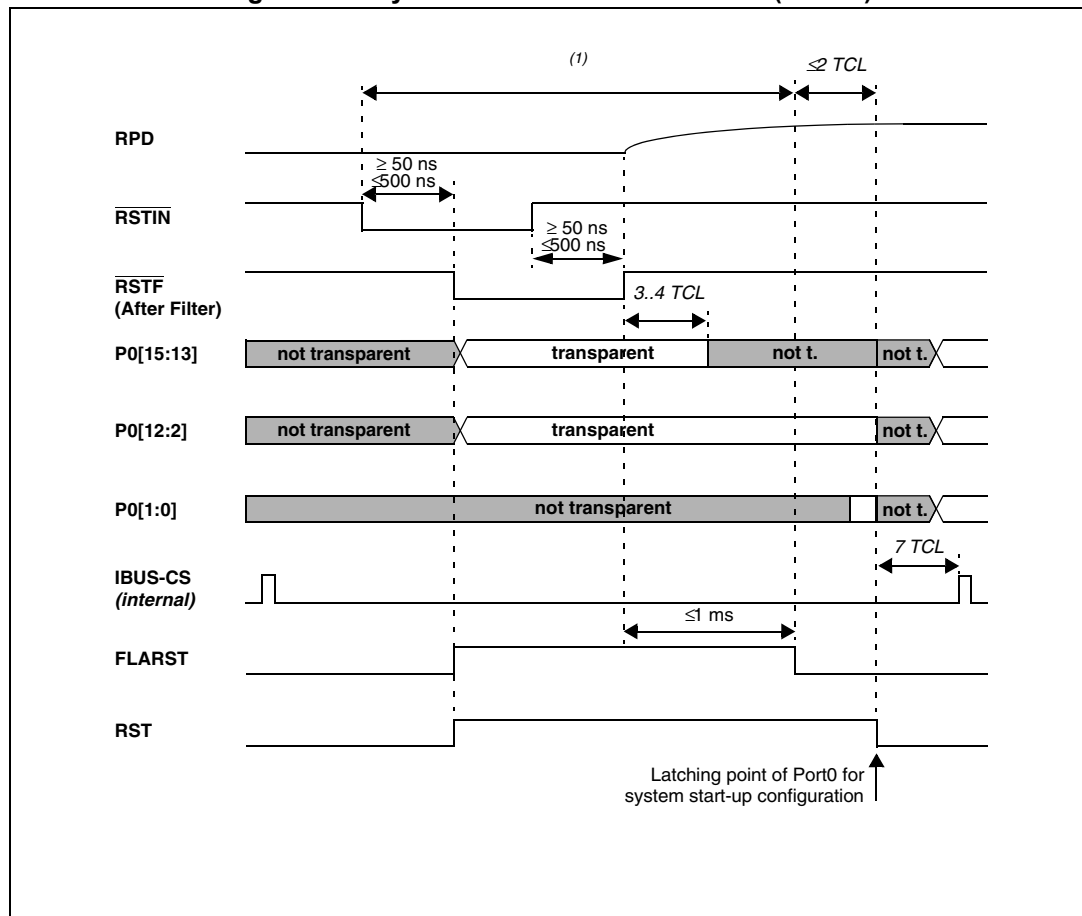 (1)
≤2 TCL
RPD
≥ 50 ns
≤500 ns
RSTIN
≥ 50 ns
≤500 ns
RSTF
(After Filter)
3..4 TCL
P0[15:13]
not transparent
transparent
not t.
not t.
P0[12:2]
not transparent
transparent
not t.
P0[1:0]
not transparent
not t.
7 TCL
IBUS-CS
(internal)
≤1 ms
FLARST
RST
Latching point of Port0 for
system start-up configuration